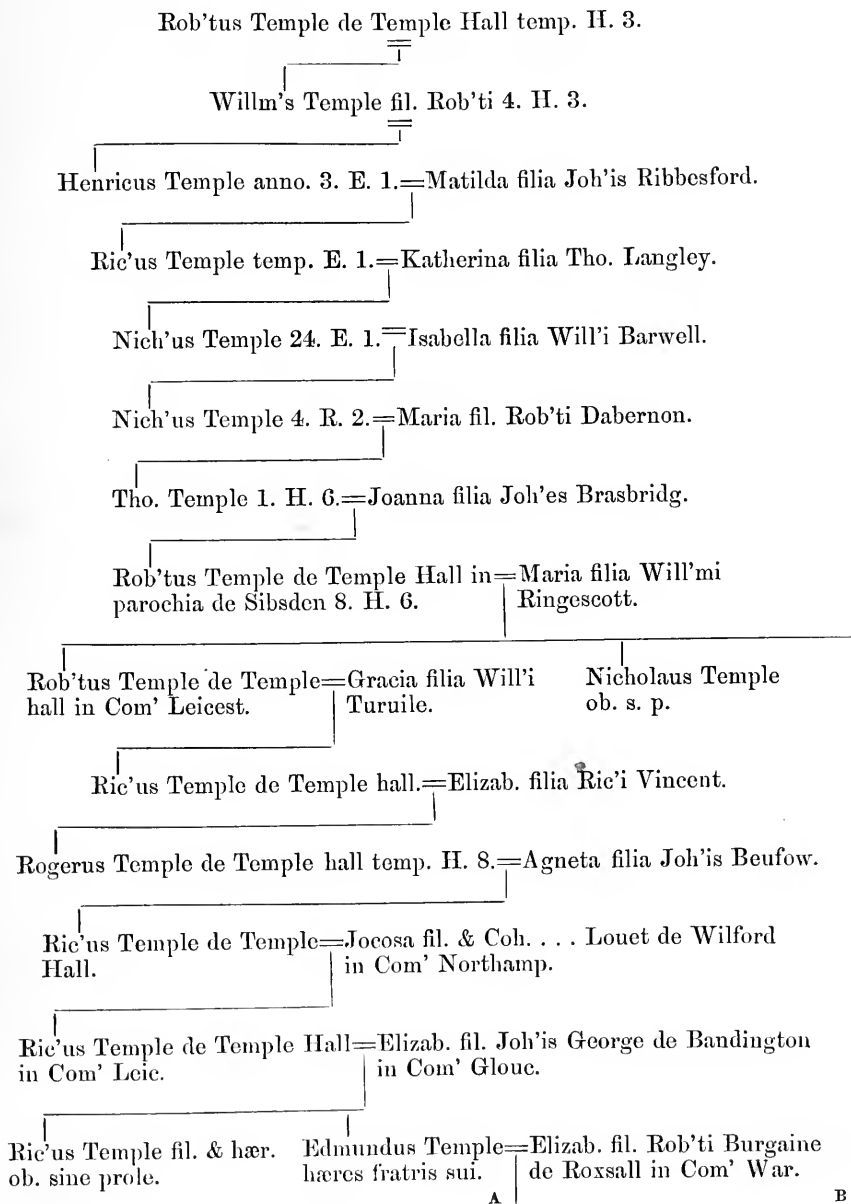 Rob'tus Temple de Temple Hall temp. H. 3.
Willm's Temple fil. Rob'ti 4. H. 3.
Henricus Temple anno. 3. E. 1.=Matilda filia Joh'is Ribbesford.
Ric'us Temple temp. E. 1.=Katherina filia Tho. Langley.
Nich'us Temple 24. E. 1.=Isabella filia Will'i Barwell.
Nich'us Temple 4. R. 2.=Maria fil. Rob'ti Dabernon.
Tho. Temple 1. H. 6.=Joanna filia Joh'es Brasbridg.
Rob'tus Temple de Temple Hall in=Maria filia Will'mi
parochia de Sibsden 8. H. 6. Ringescott.
Rob'tus Temple de Temple=Gracia filia Will'i Nicholaus Temple
hall in Com' Leicest. Turuile. ob. s. p.
Ric'us Temple de Temple hall.=Elizab. filia Ric'i Vincent.
Rogerus Temple de Temple hall temp. H. 8.=Agneta filia Joh'is Beufow.
Ric'us Temple de Temple=Jocosa fil. & Coh. . . . Louet de Wilford
Hall. in Com' Northamp.
Ric'us Temple de Temple Hall=Elizab. fil. Joh'is George de Bandington
in Com' Leic. in Com' Glouc.
Ric'us Temple fil. & hær. Edmundus Temple=Elizab. fil. Rob'ti Burgaine
ob. sine prole. hæres fratris sui. de Roxsall in Com' War.
A B